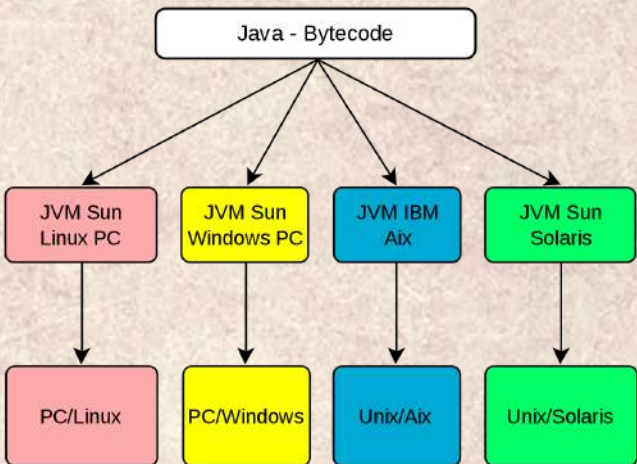 Java - Bytecode
JVM Sun
Linux PC
JVM Sun
Windows PC
JVM IBM
Aix
JVM Sun
Solaris
PC/Linux
PC/Windows
Unix/Aix
Unix/Solaris